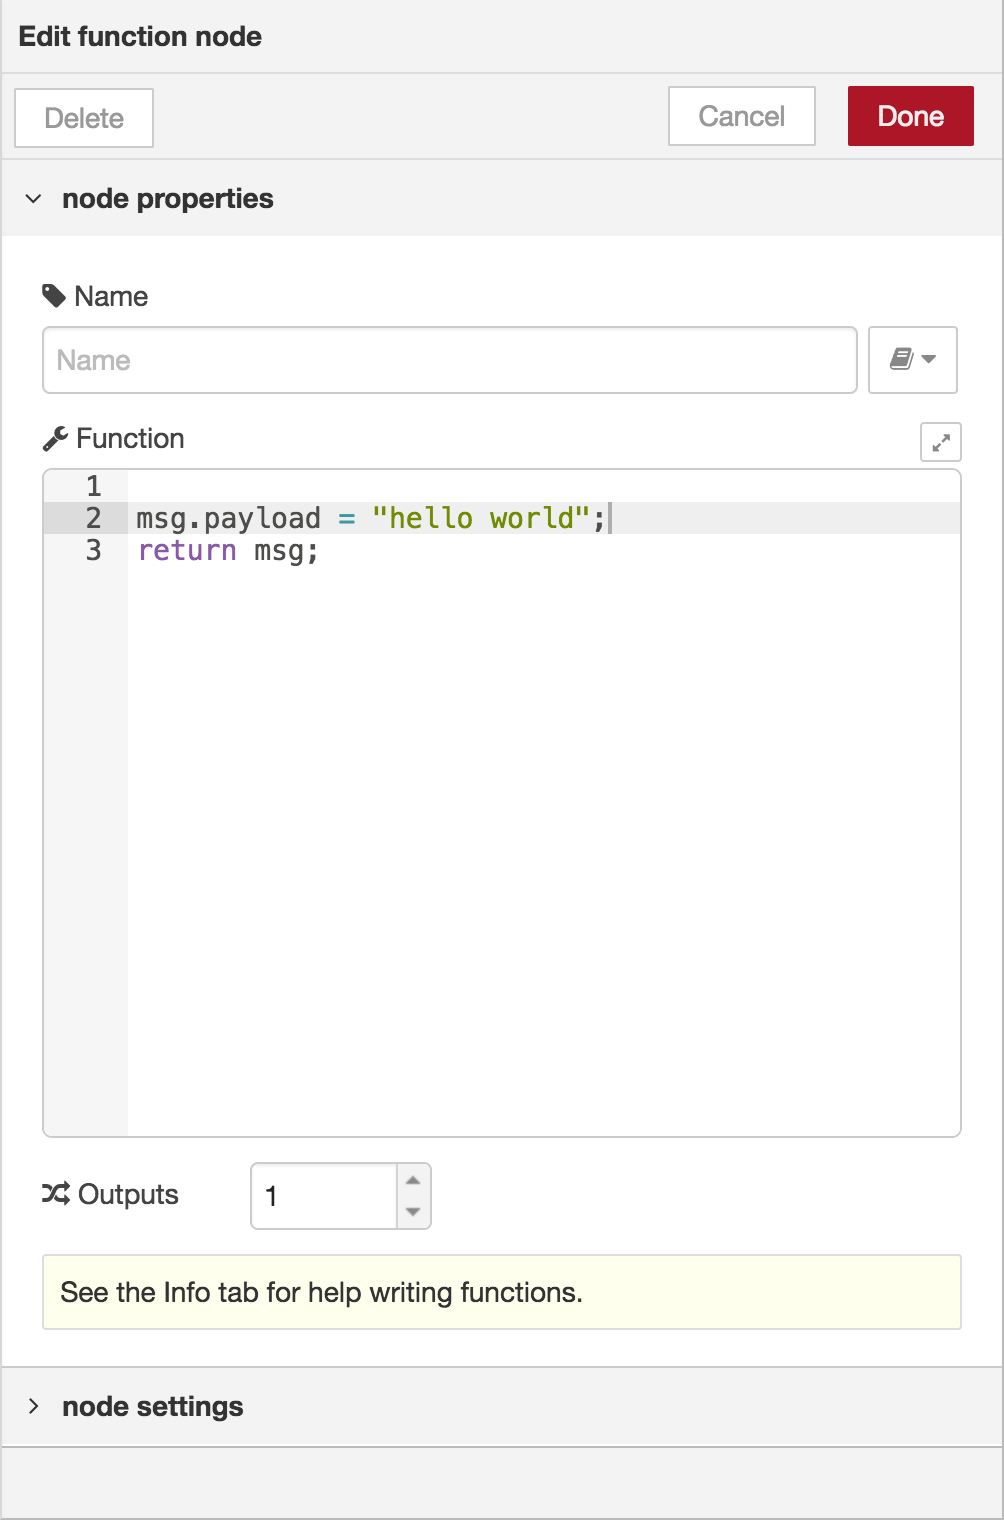 Edit function node
Delete Cancel Done
node properties
Name
Name
Function
1
2 msg.payload = "hello world";
3 return msg;
Outputs 1
See the Info tab for help writing functions.
node settings